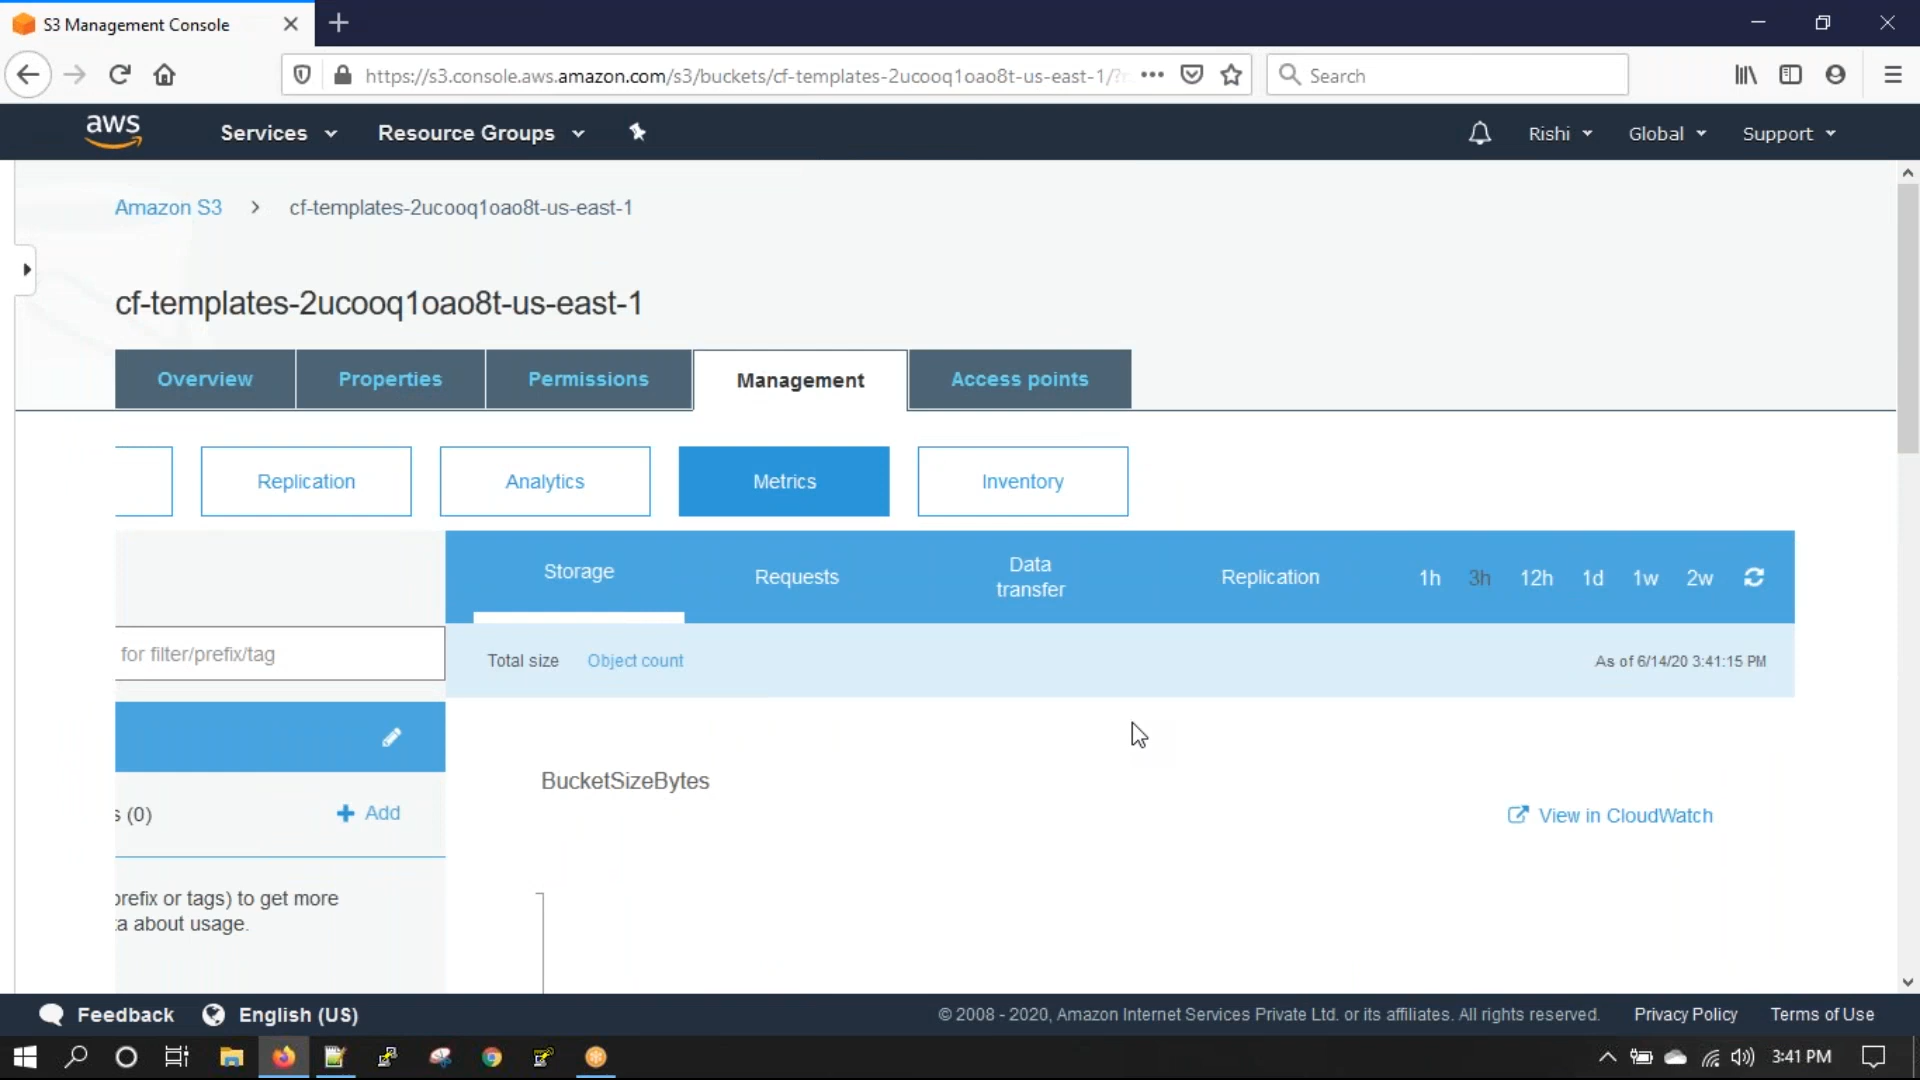 S3 Management Console
https://s3.console.aws.amazon.com/s3/buckets/cf-templates-2ucooq1oao8t-us-east-1/?
Search
aws
Services
Resource Groups
Rishi
Global
Support
Amazon S3 > cf-templates-2ucooq1oao8t-us-east-1
cf-templates-2ucooq1oao8t-us-east-1
Overview
Properties
Permissions
Management
Access points
Replication
Analytics
Metrics
Inventory
Storage
Requests
Data
transfer
Replication
1h 3h 12h 1d 1w 2w
for filter/prefix/tag
Total size
Object count
As of 6/14/20 3:41:15 PM
BucketSizeBytes
View in CloudWatch
s (0)
Add
prefix or tags) to get more
ta about usage.
Feedback
English (US)
© 2008 - 2020, Amazon Internet Services Private Ltd. or its affiliates. All rights reserved.
Privacy Policy
Terms of Use
3:41 PM